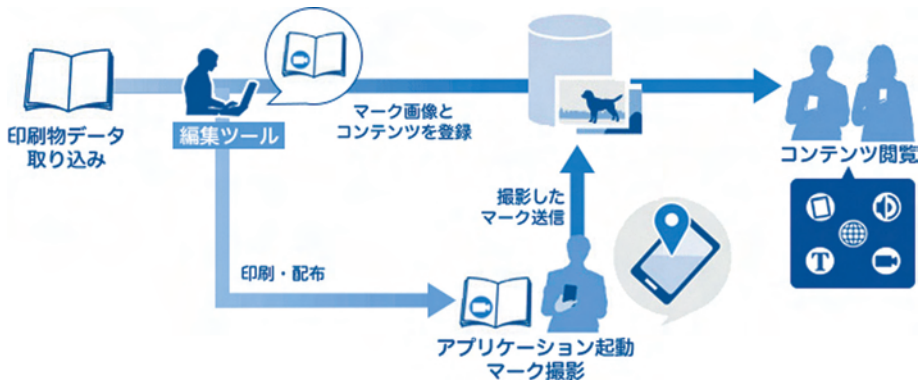 印刷物データ
取り込み
編集ツール
マーク画像と
コンテンツを登録
コンテンツ閲覧
撮影した
マーク送信
印刷・配布
アプリケーション起動
マーク撮影
T